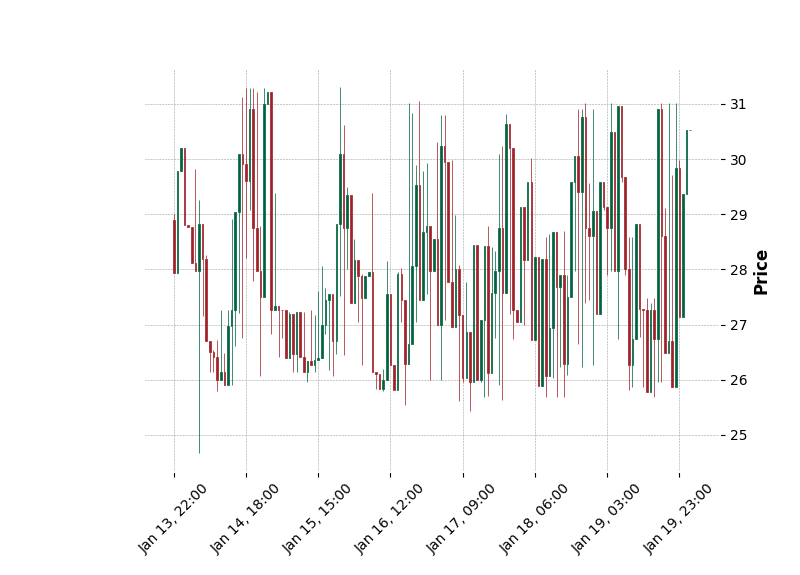 31
30
29
28
27
26
25
Price
Jan 13, 22:00
Jan 14, 18:00
Jan 15, 15:00
Jan 16, 12:00
Jan 17, 09:00
Jan 18, 06:00
Jan 19, 03:00
Jan 19, 23:00